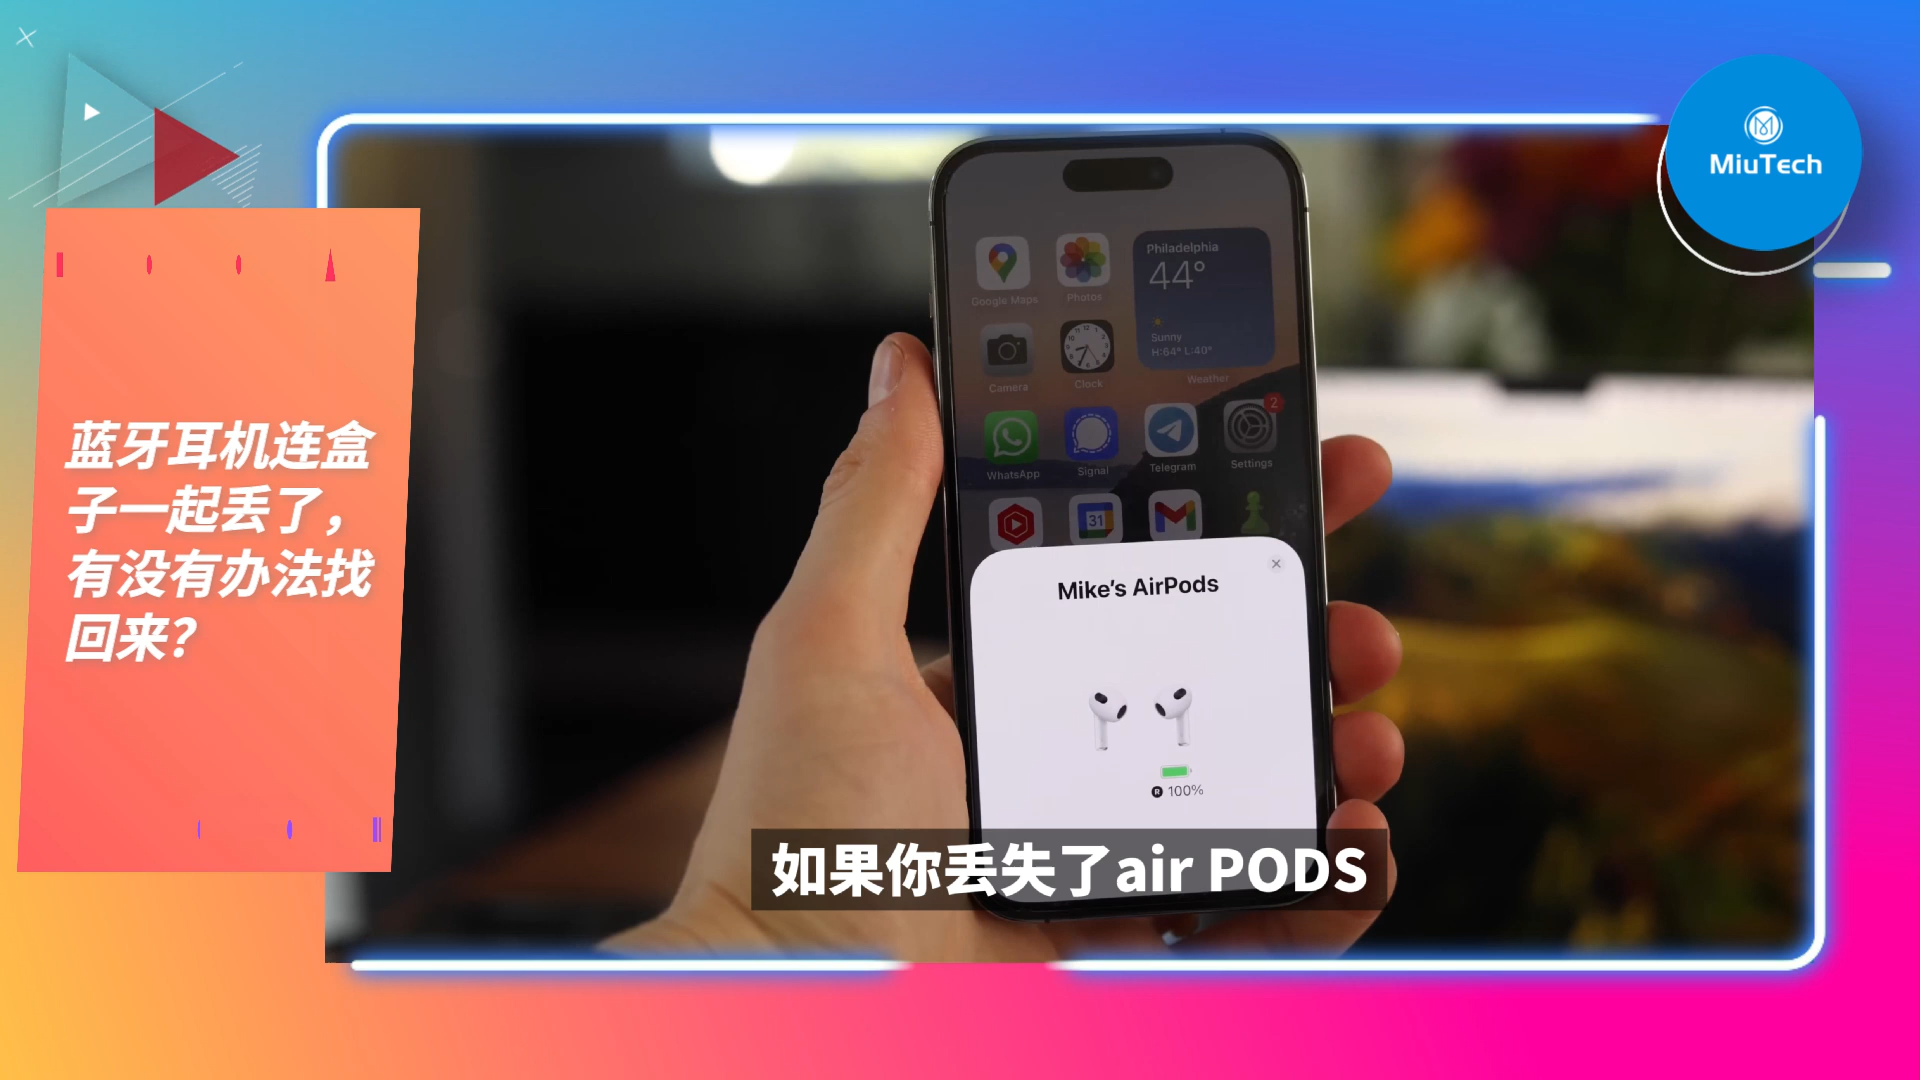 MiuTech
蓝牙耳机连盒
子一起丢了，
有没有办法找
回来？
Philadelphia
44°
Sunny
H:64° L:40°
Weather
Google Maps
Photos
Camera
Clock
2
WhatsApp
Signal
Telegram
Settings
31
Mike's AirPods
R 100%
如果你丢失了air PODS